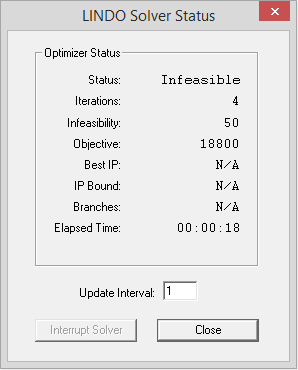 LINDO Solver Status
Optimizer Status
Status: Infeasible
Iterations: 4
Infeasibility: 50
Objective: 18800
Best IP: N/A
IP Bound: N/A
Branches: N/A
Elapsed Time: 00:00:18
Update Interval: 1
Interrupt Solver Close